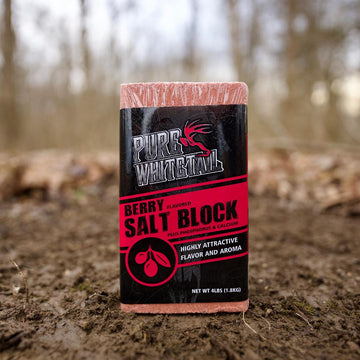 PURE
WHITETAIL
BERRY FLAVORED
SALT BLOCK
PLUS PHOSPHORUS & CALCIUM
HIGHLY ATTRACTIVE
FLAVOR AND AROMA
NET WT 4LBS (1.8KG)